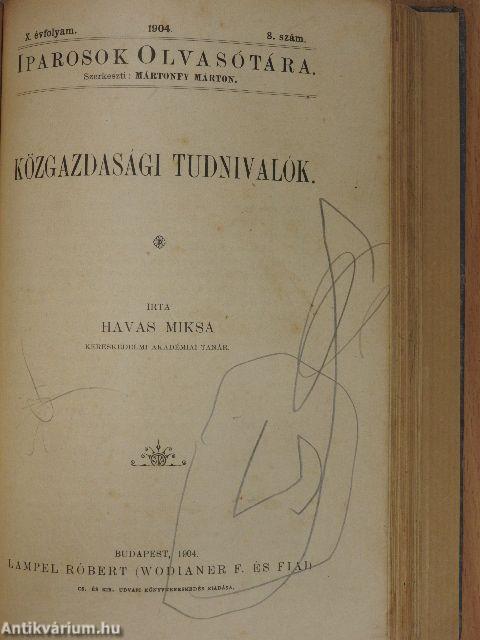 X. évfolyam. 1904. 8. szám.
IPAROSOK OLVASÓTÁRA.
Szerkeszti: MÁRTONFY MÁRTON.
KÖZGAZDASÁGI TUDNIVALÓK.
IRTA
HAVAS MIKSA
KERESKEDELMI AKADÉMIAI TANÁR.
BUDAPEST, 1904.
LAMPEL RÓBERT (WODIANER F. ÉS FIAI)
CS. ÉS KIR. UDVARI KÖNYVKERESKEDÉS KIADÁSA.
Antikvárium.hu